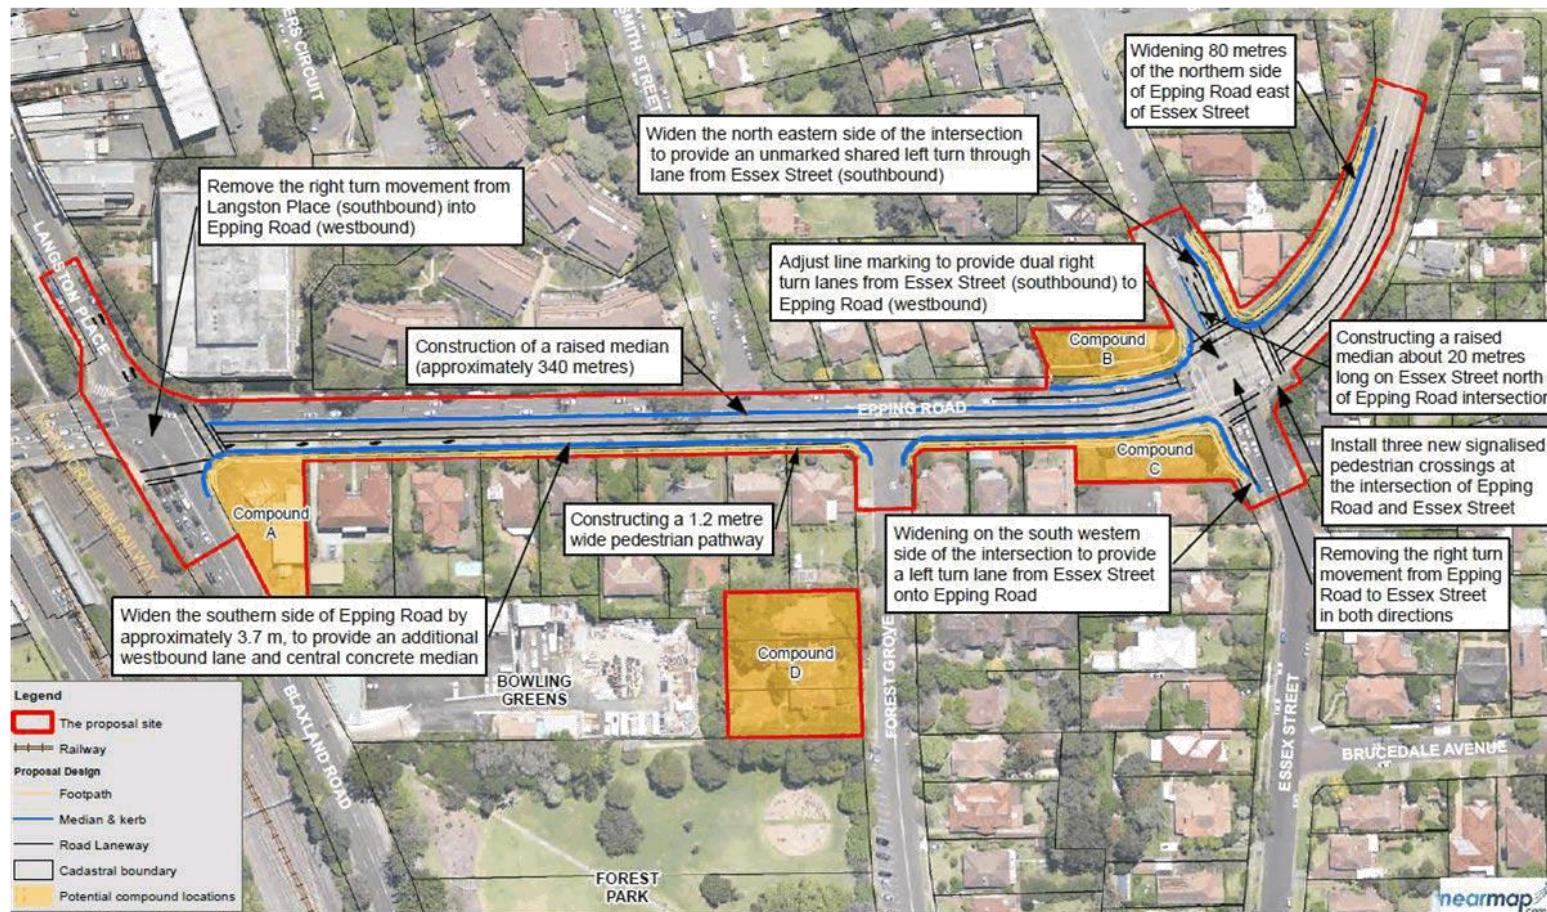 ERS CIRCUIT
SMITH STREET
Widening 80 metres
of the northern side
of Epping Road east
of Essex Street
Widen the north eastern side of the intersection
to provide an unmarked shared left turn through
lane from Essex Street (southbound)
Remove the right turn movement from
Langston Place (southbound) into
Epping Road (westbound)
LANGSTON PLACE
Adjust line marking to provide dual right
turn lanes from Essex Street (southbound) to
Epping Road (westbound)
Construction of a raised median
(approximately 340 metres)
Compound
B
Constructing a raised
median about 20 metres
long on Essex Street north
of Epping Road intersection
EPPING ROAD
Compound
C
Install three new signalised
pedestrian crossings at
the intersection of Epping
Road and Essex Street
Compound
A
Constructing a 1.2 metre
wide pedestrian pathway
Widening on the south western
side of the intersection to provide
a left turn lane from Essex Street
onto Epping Road
Removing the right turn
movement from Epping
Road to Essex Street
in both directions
Widen the southern side of Epping Road by
approximately 3.7 m, to provide an additional
westbound lane and central concrete median
Compound
D
BOWLING
GREENS
FOREST GROVE
ESSEX STREET
BLAXLAND ROAD
BRUCEDALE AVENUE
FOREST
PARK
Legend
The proposal site
Railway
Proposal Design
Footpath
Median & kerb
Road Laneway
Cadastral boundary
Potential compound locations
nearmap